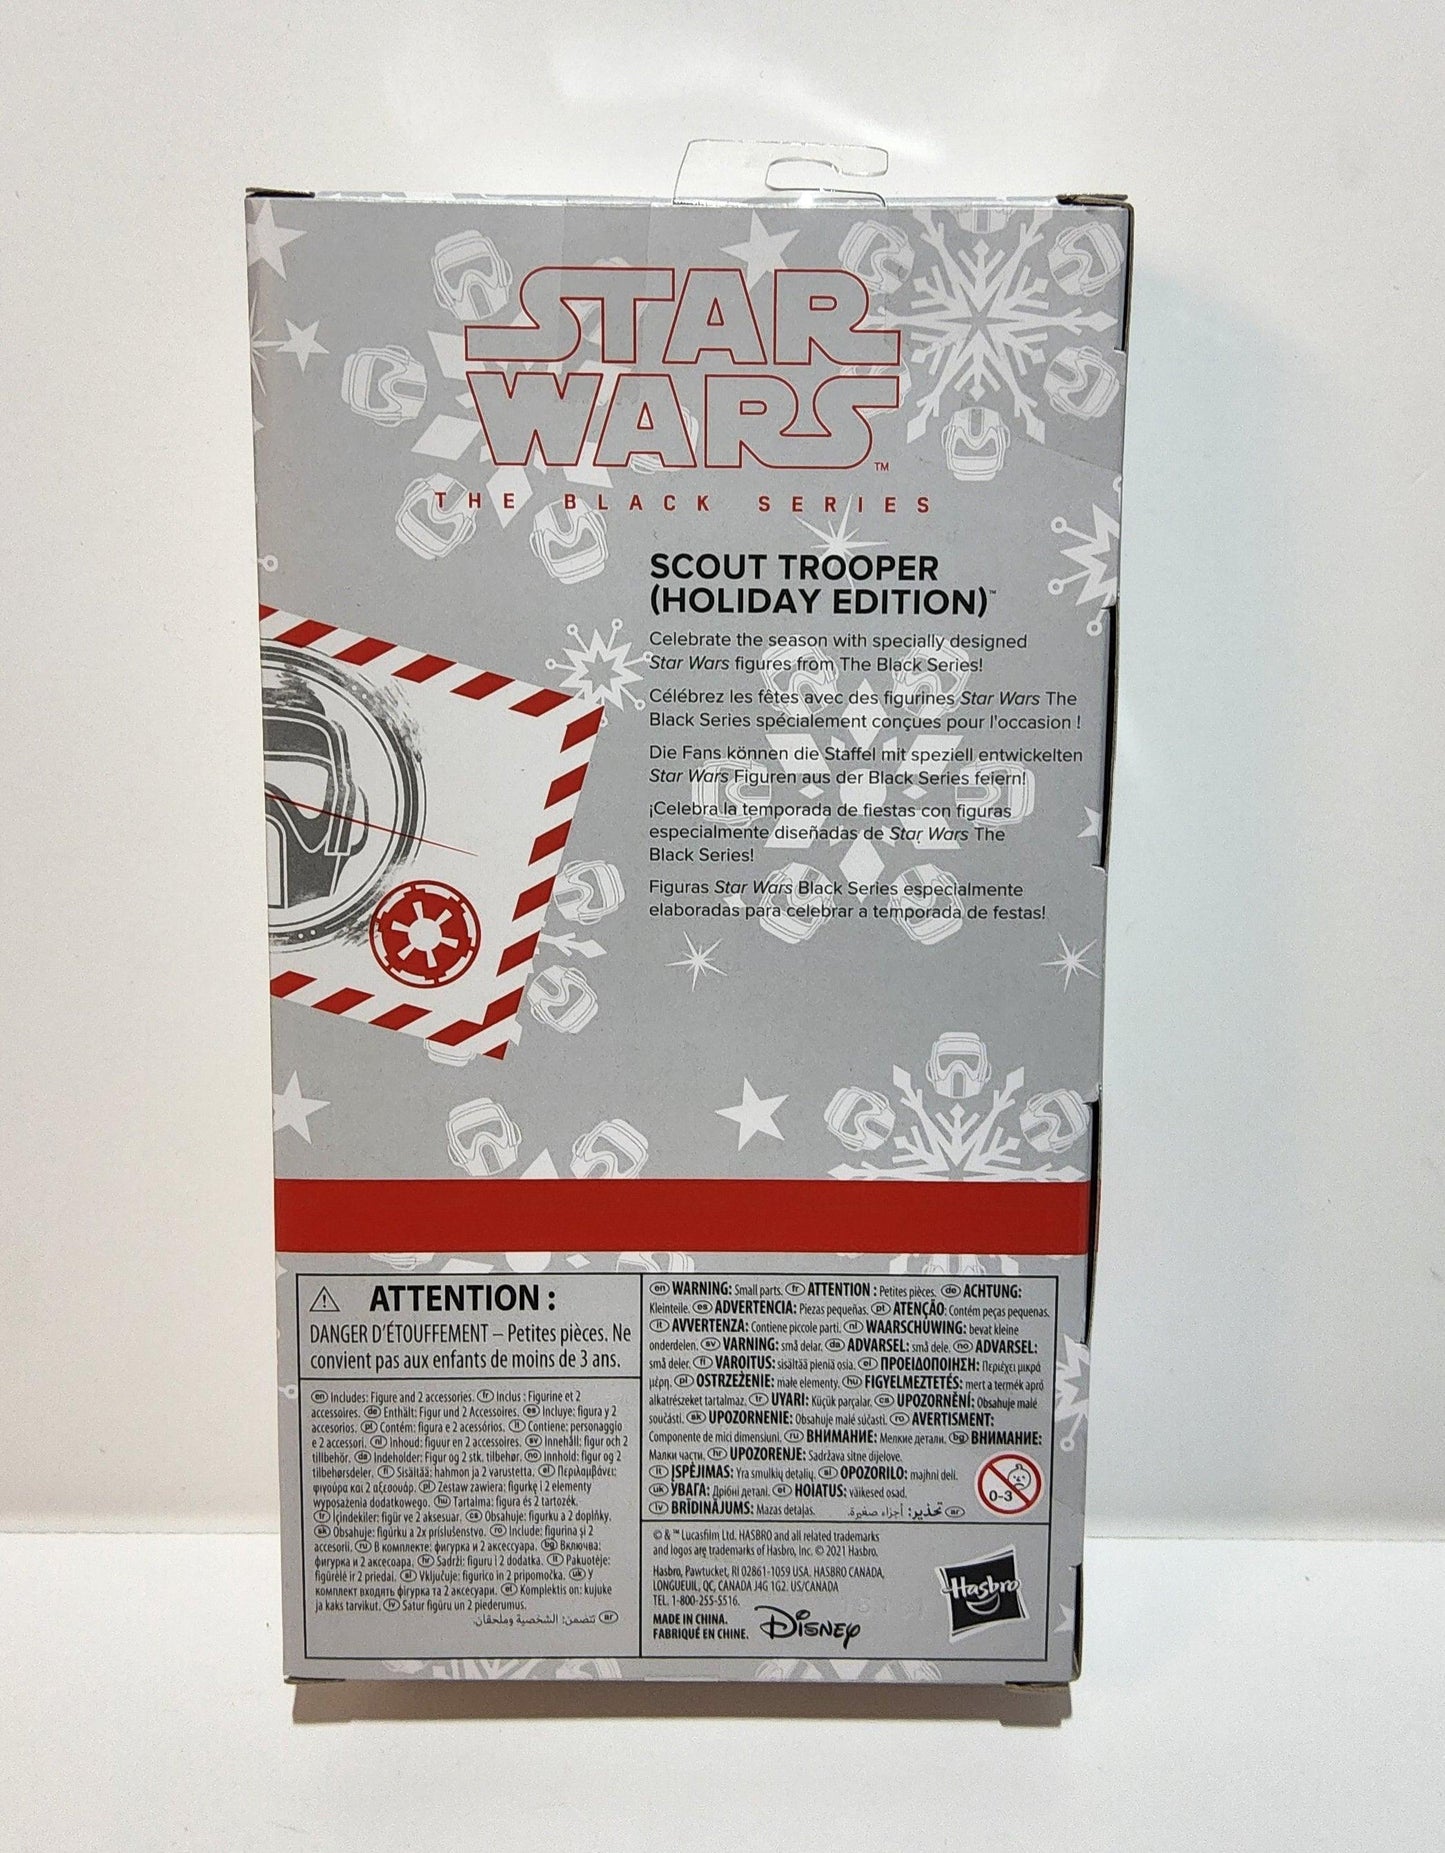 STAR
WARS™
THE BLACK SERIES
SCOUT TROOPER
(HOLIDAY EDITION)™
Celebrate the season with specially designed
Star Wars figures from The Black Series!
Célébrez les fêtes avec des figurines Star Wars The
Black Series spécialement conçues pour l'occasion !
Die Fans können die Staffel mit speziell entwickelten
Star Wars Figuren aus der Black Series feiern!
¡Celebra la temporada de fiestas con figuras
especialmente diseñadas de Star Wars The
Black Series!
Figuras Star Wars Black Series especialmente
elaboradas para celebrar a temporada de festas!
ATTENTION :
DANGER D'ÉTOUFFEMENT – Petites pièces. Ne
convient pas aux enfants de moins de 3 ans.
en Includes: Figure and 2 accessories. fr Inclus : Figurine et 2
accessoires. de Enthält: Figur und 2 Accessoires. es Incluye: figura y 2
accesorios. pt Contém: figura e 2 acessórios. it Contiene: personaggio
e 2 accessori. nl Inhoud: figuur en 2 accessoires. sv Innehåll: figur och 2
tillbehör. da Indeholder: Figur og 2 stk. tilbehør. no Innhold: figur og 2
tilbehørsdeler. fi Sisältää: hahmon ja 2 varustetta. el Περιλαμβάνει:
φιγούρα και 2 αξεσουάρ. pl Zestaw zawiera: figurkę i 2 elementy
wyposażenia dodatkowego. hu Tartalma: figura és 2 tartozék.
tr İçindekiler: figür ve 2 aksesuar. cs Obsahuje: figurku a 2 doplňky.
sk Obsahuje: figúrku a 2x príslušenstvo. ro Include: figurina și 2
accesorii. ru В комплекте: фигурка и 2 аксессуара. bg Включва:
фигурка и 2 аксесоара. hr Sadrži: figuru i 2 dodatka. lt Pakuotėje:
figūrėlė ir 2 priedai. sl Vključuje: figurico in 2 pripomočka. uk У
комплект входять фігурка та 2 аксесуари. et Komplektis on: kujuke
ja kaks tarvikut. lv Satur figūru un 2 piederumus.
ar تتضمن: الشخصية وملحقان.
en WARNING: Small parts. fr ATTENTION : Petites pièces. de ACHTUNG:
Kleinteile. es ADVERTENCIA: Piezas pequeñas. pt ATENÇÃO: Contém peças pequenas.
it AVVERTENZA: Contiene piccole parti. nl WAARSCHUWING: bevat kleine
onderdelen. sv VARNING: små delar. da ADVARSEL: små dele. no ADVARSEL:
små deler. fi VAROITUS: sisältää pieniä osia. el ΠΡΟΕΙΔΟΠΟΙΗΣΗ: Περιέχει μικρά
μέρη. pl OSTRZEŻENIE: małe elementy. hu FIGYELMEZTETÉS: mert a termék apró
alkatrészeket tartalmaz. tr UYARI: Küçük parçalar. cs UPOZORNĚNÍ: Obsahuje malé
součásti. sk UPOZORNENIE: Obsahuje malé súčasti. ro AVERTISMENT:
Componente de mici dimensiuni. ru ВНИМАНИЕ: Мелкие детали. bg ВНИМАНИЕ:
Малки части. hr UPOZORENJE: Sadržava sitne dijelove.
lt ĮSPĖJIMAS: Yra smulkių detalių. sl OPOZORILO: majhni deli.
uk УВАГА: Дрібні деталі. et HOIATUS: väikesed osad.
lv BRĪDINĀJUMS: Mazas detaļas. ar تحذير: أجزاء صغيرة.
0-3
© & ™ Lucasfilm Ltd. HASBRO and all related trademarks
and logos are trademarks of Hasbro, Inc. © 2021 Hasbro.
Hasbro, Pawtucket, RI 02861-1059 USA. HASBRO CANADA,
LONGUEUIL, QC, CANADA J4G 1G2. US/CANADA
TEL. 1-800-255-5516.
MADE IN CHINA.
FABRIQUÉ EN CHINE.
Disney
Hasbro